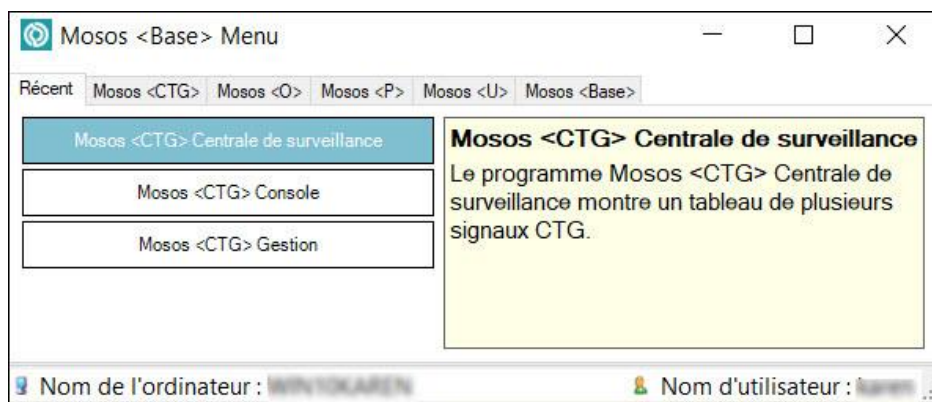 Mosos <Base> Menu
Récent Mosos <CTG> Mosos <O> Mosos <P> Mosos <U> Mosos <Base>
Mosos <CTG> Centrale de surveillance
Mosos <CTG> Console
Mosos <CTG> Gestion
Mosos <CTG> Centrale de surveillance
Le programme Mosos <CTG> Centrale de
surveillance montre un tableau de plusieurs
signaux CTG.
Nom de l'ordinateur :
Nom d'utilisateur :